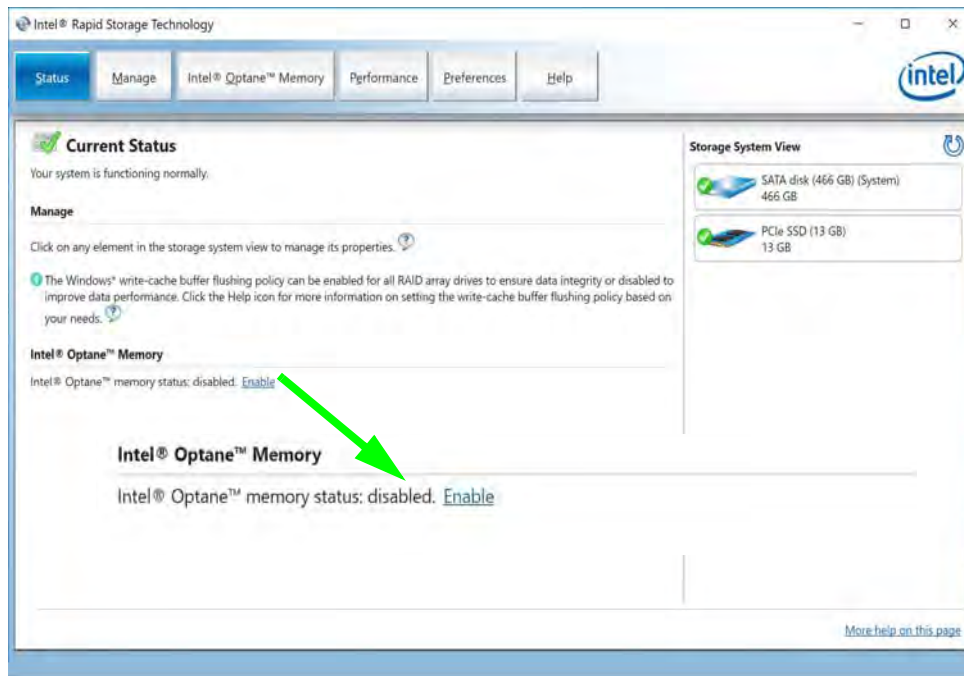 Intel® Rapid Storage Technology
Status
Manage
Intel® Optane™ Memory
Performance
Preferences
Help
intel
Current Status
Your system is functioning normally.
Manage
Click on any element in the storage system view to manage its properties.
The Windows* write-cache buffer flushing policy can be enabled for all RAID array drives to ensure data integrity or disabled to
improve data performance. Click the Help icon for more information on setting the write-cache buffer flushing policy based on
your needs.
Intel® Optane™ Memory
Intel® Optane™ memory status: disabled. Enable
Intel® Optane™ Memory
Intel® Optane™ memory status: disabled. Enable
Storage System View
SATA disk (466 GB) (System)
466 GB
PCIe SSD (13 GB)
13 GB
More help on this page